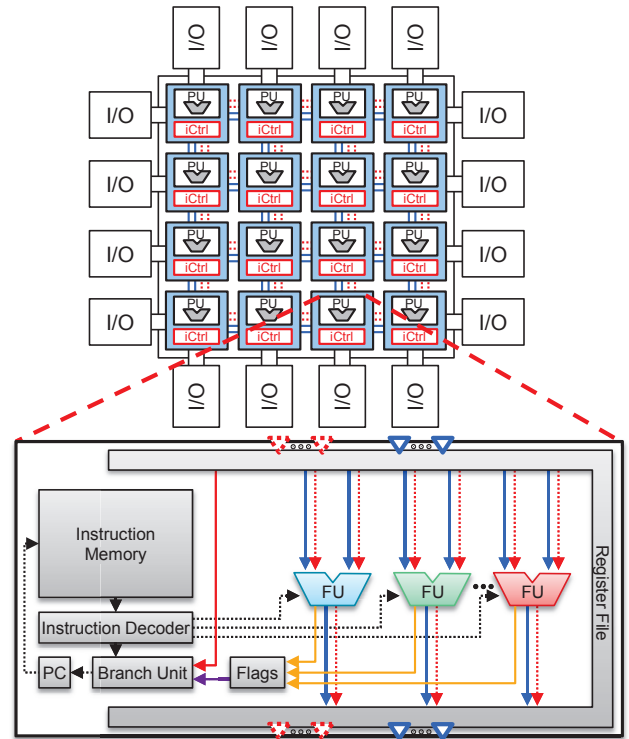 I/O I/O I/O I/O
PU PU PU PU
I/O I/O
iCtrl iCtrl iCtrl iCtrl
PU PU PU PU
I/O I/O
iCtrl iCtrl iCtrl iCtrl
PU PU PU PU
I/O I/O
iCtrl iCtrl iCtrl iCtrl
PU PU PU PU
I/O I/O
iCtrl iCtrl iCtrl iCtrl
I/O I/O I/O I/O
Instruction
Memory
Register File
FU FU FU
Instruction Decoder
PC Branch Unit Flags